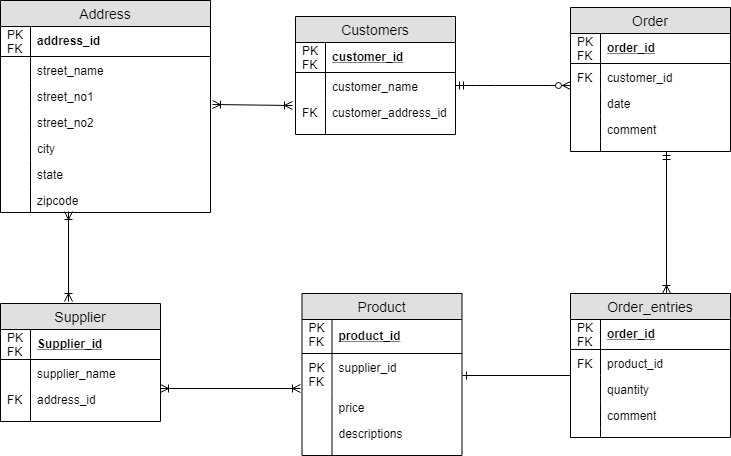 Address
PK
FK
address_id
street_name
street_no1
street_no2
city
state
zipcode
Customers
PK
FK
customer_id
customer_name
FK customer_address_id
Order
PK
FK
order_id
FK customer_id
date
comment
Supplier
PK
FK
Supplier_id
supplier_name
FK address_id
Product
PK
FK
product_id
PK
FK
supplier_id
price
descriptions
Order_entries
PK
FK
order_id
FK product_id
quantity
comment